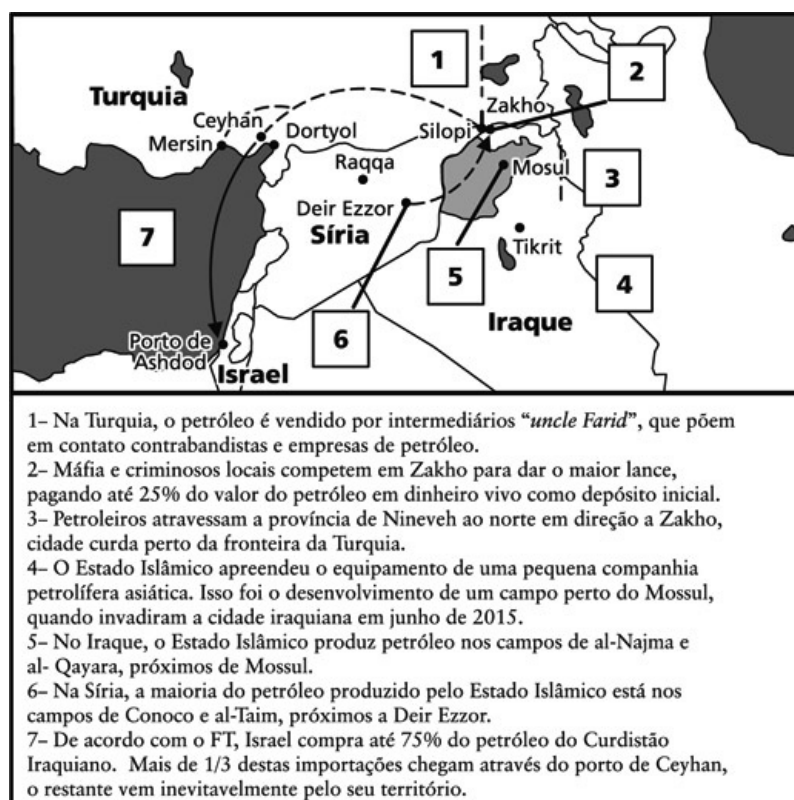 1
2
Turquia
Zakho
Ceyhan
Silopi
Mersin
Dortyol
Raqqa
Mosul
3
7
Deir Ezzor
Síria
Tikrit
4
5
6
Iraque
Porto de
Ashdod
Israel
1– Na Turquia, o petróleo é vendido por intermediários “uncle Farid”, que põem
em contato contrabandistas e empresas de petróleo.
2– Máfia e criminosos locais competem em Zakho para dar o maior lance,
pagando até 25% do valor do petróleo em dinheiro vivo como depósito inicial.
3– Petroleiros atravessam a província de Nineveh ao norte em direção a Zakho,
cidade curda perto da fronteira da Turquia.
4– O Estado Islâmico apreendeu o equipamento de uma pequena companhia
petrolífera asiática. Isso foi o desenvolvimento de um campo perto do Mossul,
quando invadiram a cidade iraquiana em junho de 2015.
5– No Iraque, o Estado Islâmico produz petróleo nos campos de al-Najma e
al- Qayara, próximos de Mossul.
6– Na Síria, a maioria do petróleo produzido pelo Estado Islâmico está nos
campos de Conoco e al-Taim, próximos a Deir Ezzor.
7– De acordo com o FT, Israel compra até 75% do petróleo do Curdistão
Iraquiano. Mais de 1/3 destas importações chegam através do porto de Ceyhan,
o restante vem inevitavelmente pelo seu território.